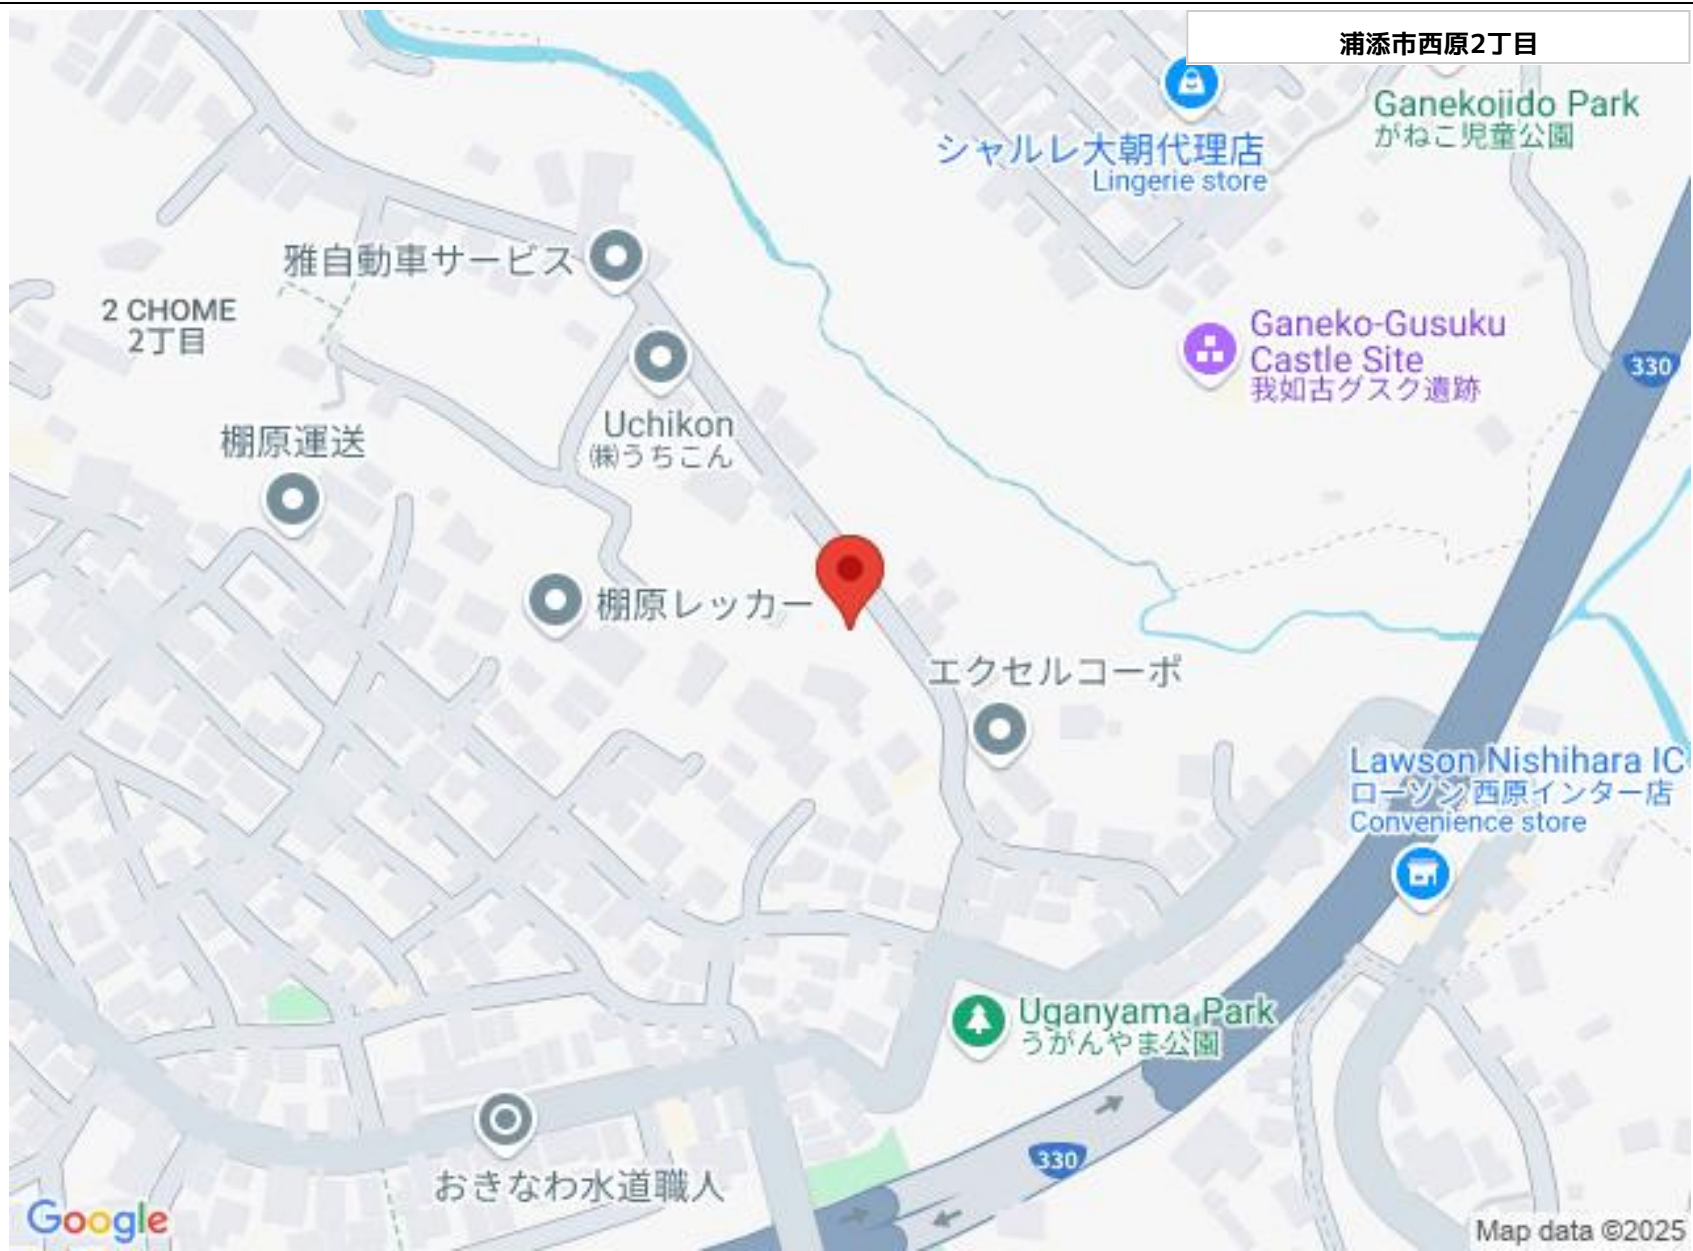 浦添市西原2丁目
Ganekojido Park
がねこ児童公園
シャルレ大朝代理店
Lingerie store
雅自動車サービス
2 CHOME
2丁目
Ganeko-Gusuku
Castle Site
我如古グスク遺跡
330
Uchikon
㈱うちこん
棚原運送
棚原レッカー
エクセルコーポ
Lawson Nishihara IC
ローソン 西原インター店
Convenience store
Uganyama Park
うがんやま公園
330
おきなわ水道職人
Google
Map data ©2025